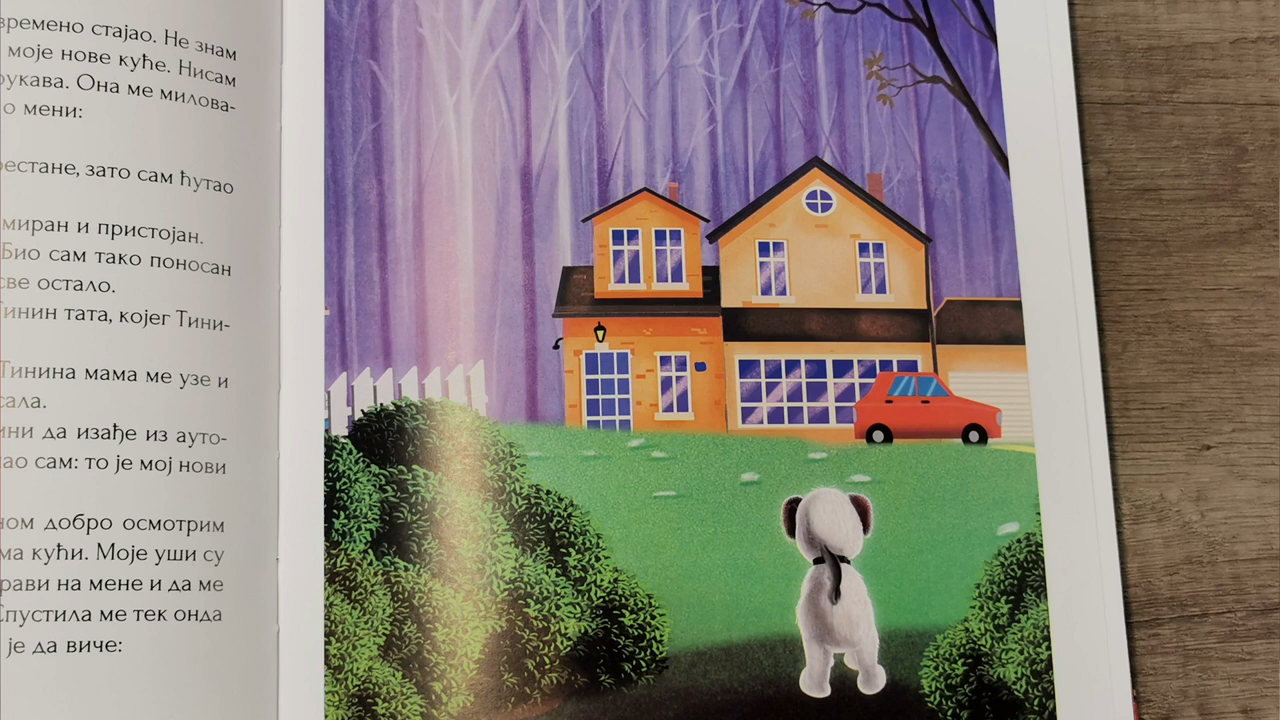 времено стајао. Не знам
моје нове куће. Нисам
рукава. Она ме милова-
о мени:
рестане, зато сам ћутао
миран и пристојан.
Био сам тако поносан
све остало.
Тинин тата, којег Тини-
Тинина мама ме узе и
сала.
ини да изађе из ауто-
нао сам: то је мој нови
ном добро осмотрим
ма кући. Моје уши су
рави на мене и да ме
Спустила ме тек онда
је да виче: